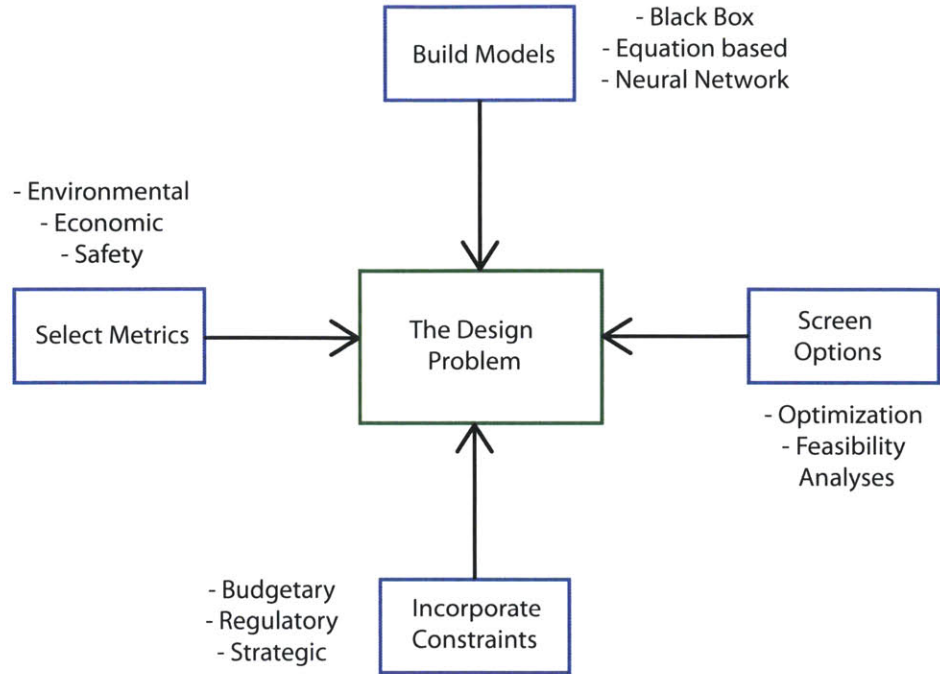 Build Models
- Black Box
- Equation based
- Neural Network
- Environmental
- Economic
- Safety
Select Metrics
The Design
Problem
Screen
Options
- Optimization
- Feasibility
Analyses
- Budgetary
- Regulatory
- Strategic
Incorporate
Constraints